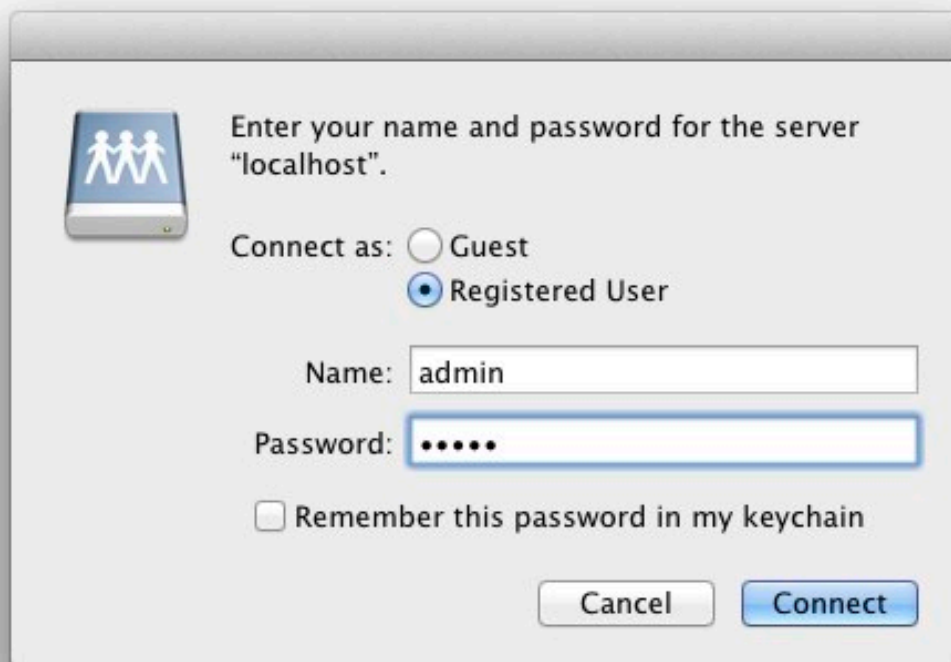 Enter your name and password for the server
“localhost”.
Connect as: Guest
Registered User
Name: admin
Password: •••••
Remember this password in my keychain
Cancel Connect